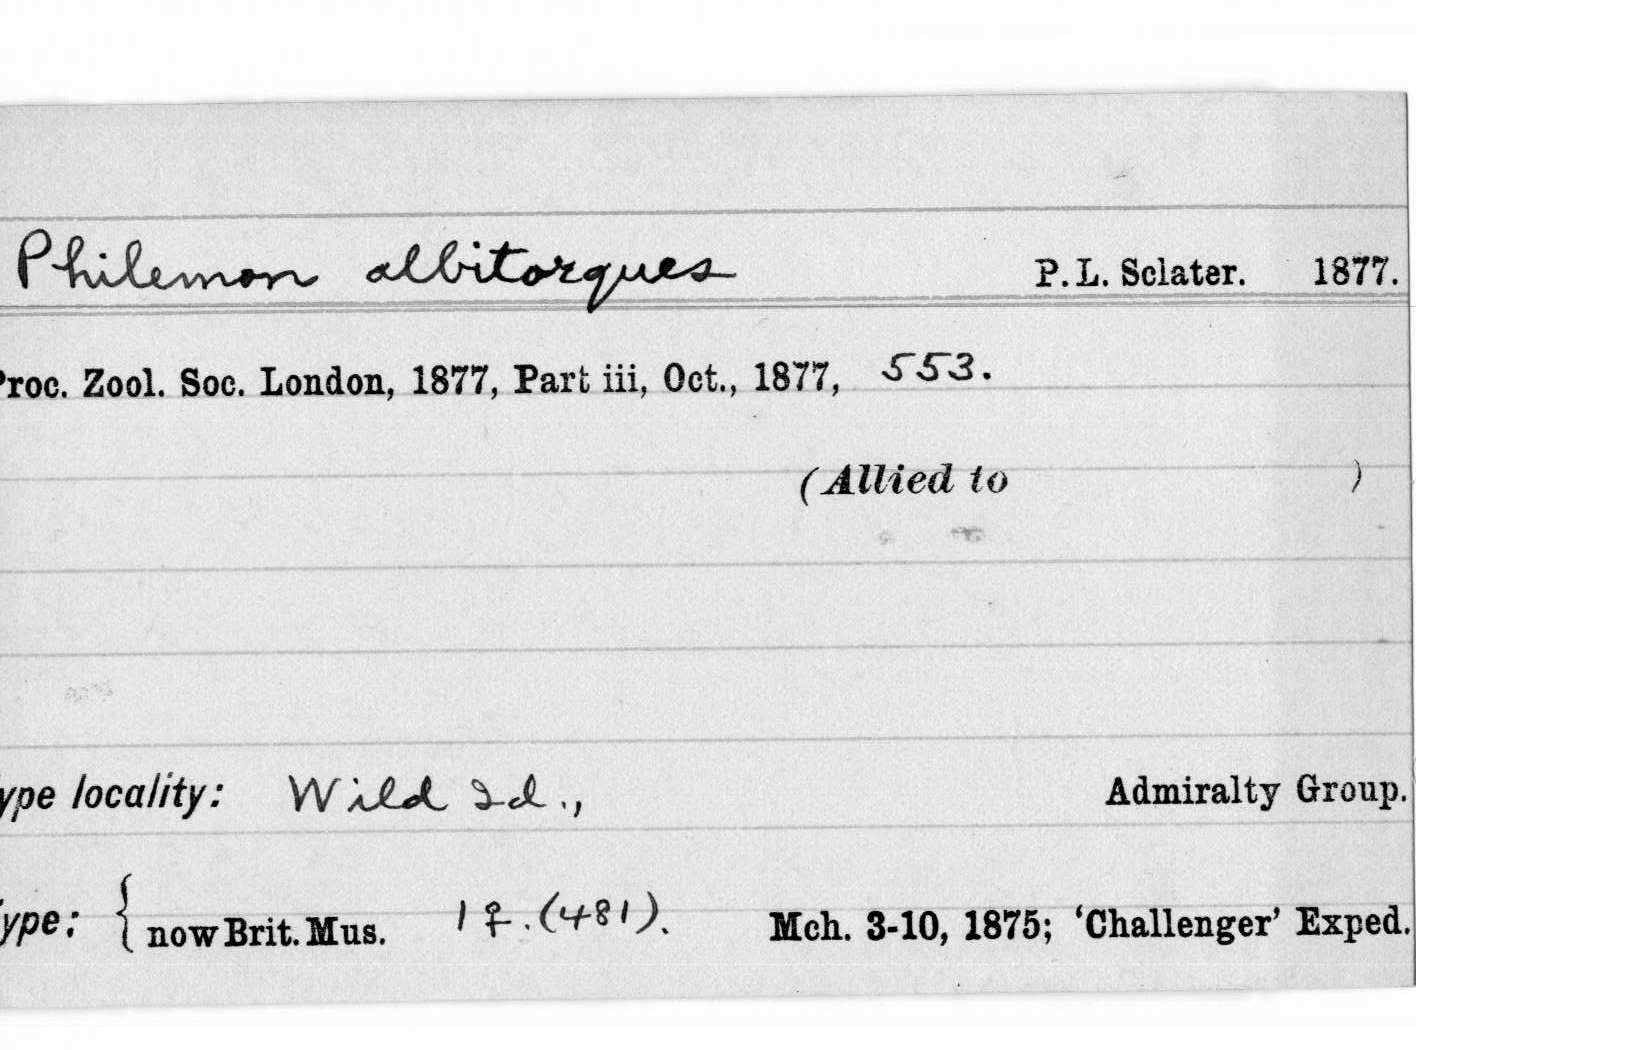 Philemon albitorques P. L. Sclater. 1877.
Proc. Zool. Soc. London, 1877, Part iii, Oct., 1877, 553.
(Allied to )
ype locality: Wild Id., Admiralty Group.
ype: { now Brit. Mus. 1 ♀. (481). Mch. 3-10, 1875; ‘Challenger’ Exped.